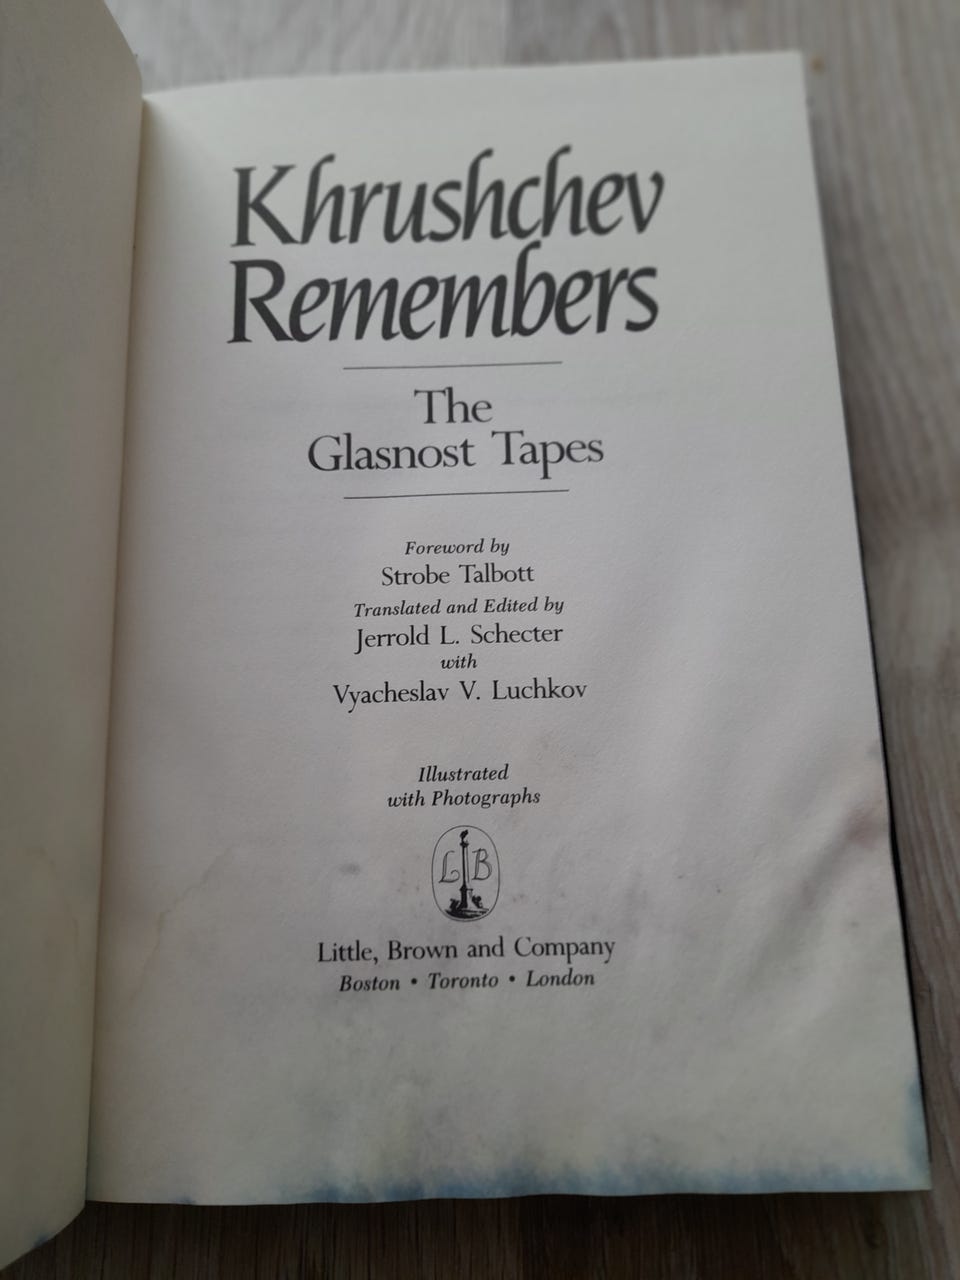 Khrushchev
Remembers
The
Glasnost Tapes
Foreword by
Strobe Talbott
Translated and Edited by
Jerrold L. Schecter
with
Vyacheslav V. Luchkov
Illustrated
with Photographs
L B
Little, Brown and Company
Boston • Toronto • London